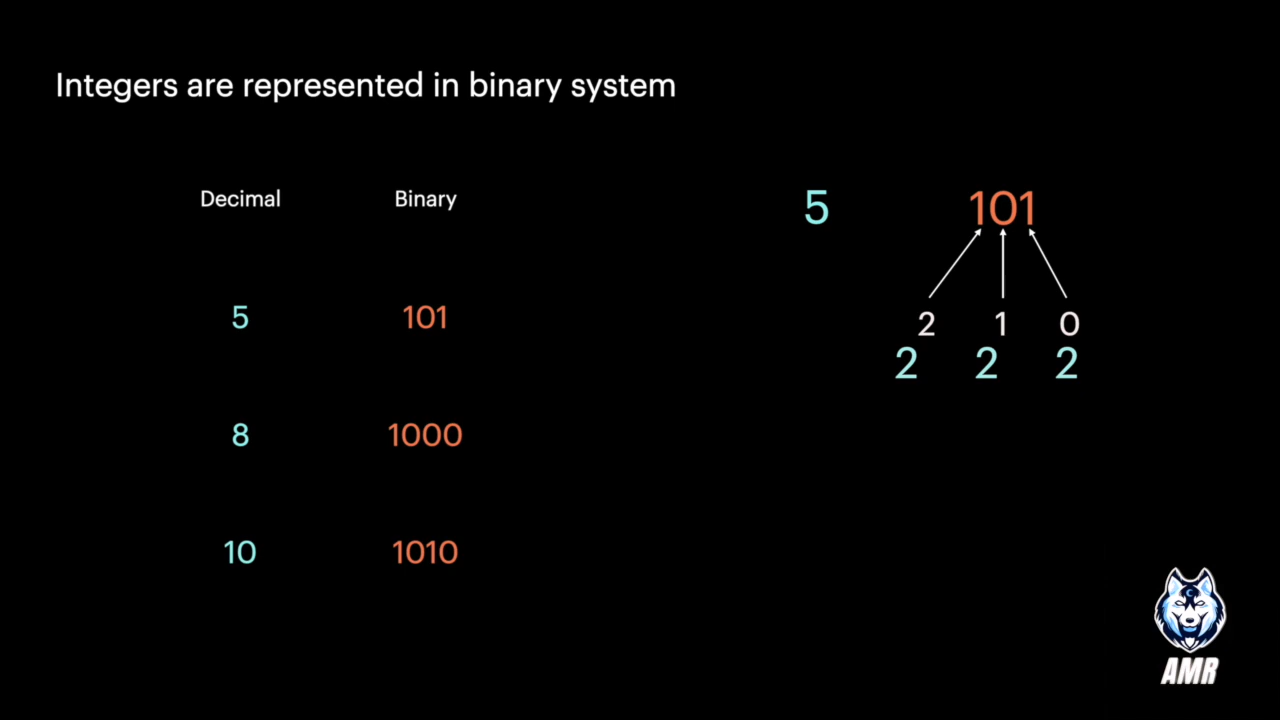 Integers are represented in binary system
Decimal Binary
5 101
8 1000
10 1010
5 101
2 1 0
2 2 2
AMR